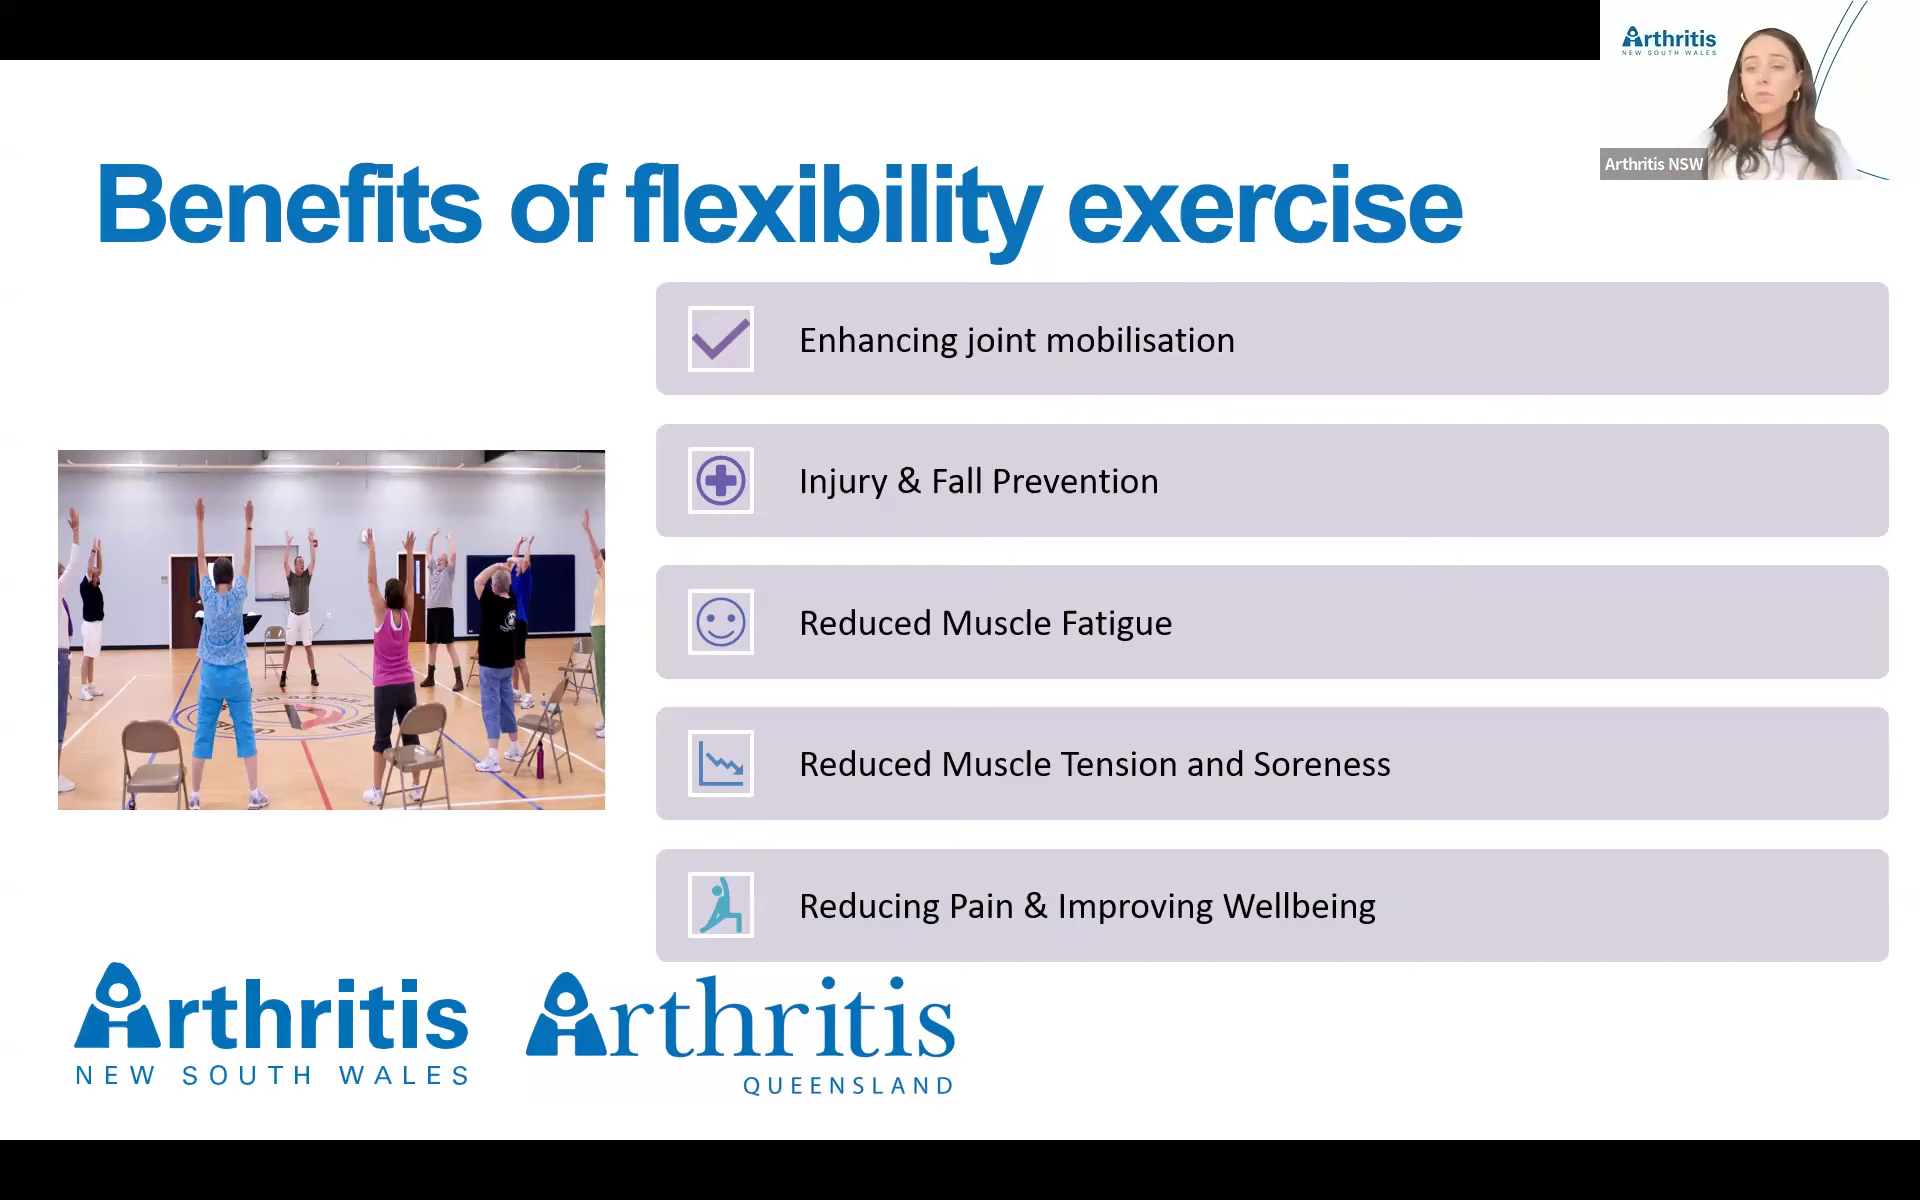 Arthritis
NEW SOUTH WALES
Arthritis NSW
Benefits of flexibility exercise
Enhancing joint mobilisation
Injury & Fall Prevention
Reduced Muscle Fatigue
Reduced Muscle Tension and Soreness
Reducing Pain & Improving Wellbeing
Arthritis
NEW SOUTH WALES
Arthritis
QUEENSLAND